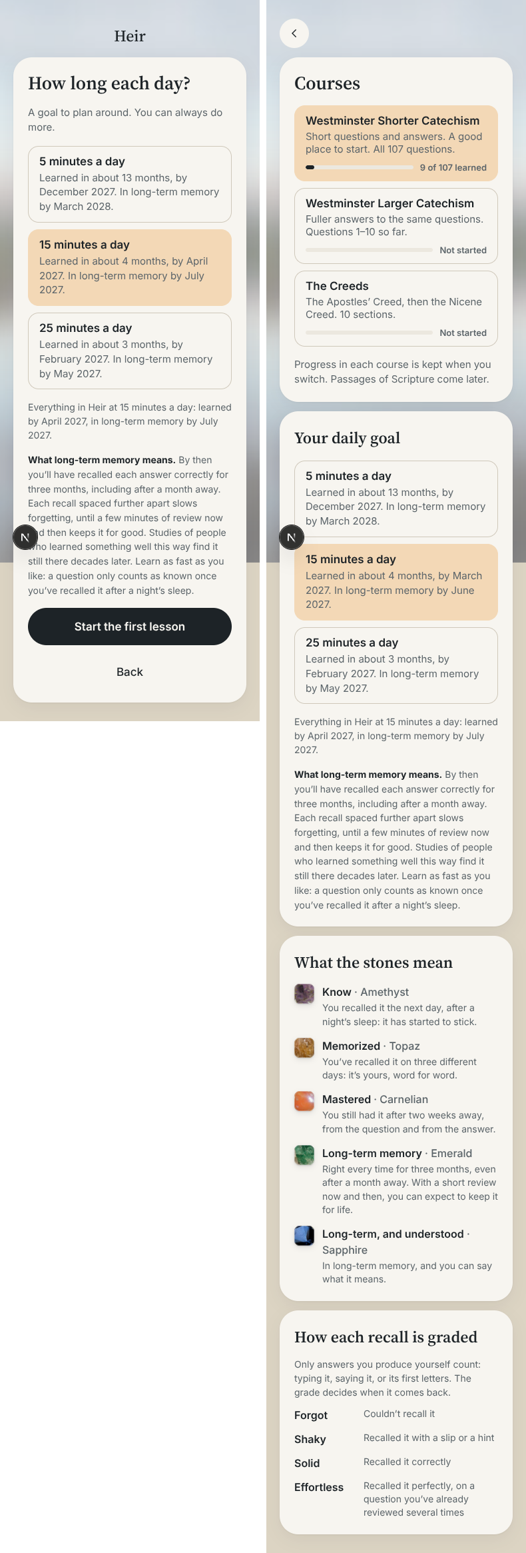 Heir
How long each day?
A goal to plan around. You can always do
more.
5 minutes a day
Learned in about 13 months, by
December 2027. In long-term memory
by March 2028.
15 minutes a day
Learned in about 4 months, by April
2027. In long-term memory by July
2027.
25 minutes a day
Learned in about 3 months, by
February 2027. In long-term memory
by May 2027.
Everything in Heir at 15 minutes a day: learned
by April 2027, in long-term memory by July
2027.
What long-term memory means. By then
you’ll have recalled each answer correctly for
three months, including after a month away.
Each recall spaced further apart slows
forgetting, until a few minutes of review now
and then keeps it for good. Studies of people
who learned something well this way find it
still there decades later. Learn as fast as you
like: a question only counts as known once
you’ve recalled it after a night’s sleep.
N
Start the first lesson
Back
Courses
Westminster Shorter Catechism
Short questions and answers. A good
place to start. All 107 questions.
9 of 107 learned
Westminster Larger Catechism
Fuller answers to the same questions.
Questions 1–10 so far.
Not started
The Creeds
The Apostles’ Creed, then the Nicene
Creed. 10 sections.
Not started
Progress in each course is kept when you
switch. Passages of Scripture come later.
Your daily goal
5 minutes a day
Learned in about 13 months, by
December 2027. In long-term memory
by March 2028.
N
15 minutes a day
Learned in about 4 months, by March
2027. In long-term memory by June
2027.
25 minutes a day
Learned in about 3 months, by
February 2027. In long-term memory
by May 2027.
Everything in Heir at 15 minutes a day: learned
by April 2027, in long-term memory by July
2027.
What long-term memory means. By then
you’ll have recalled each answer correctly for
three months, including after a month away.
Each recall spaced further apart slows
forgetting, until a few minutes of review now
and then keeps it for good. Studies of people
who learned something well this way find it
still there decades later. Learn as fast as you
like: a question only counts as known once
you’ve recalled it after a night’s sleep.
What the stones mean
Know · Amethyst
You recalled it the next day, after a
night’s sleep: it has started to stick.
Memorized · Topaz
You’ve recalled it on three different
days: it’s yours, word for word.
Mastered · Carnelian
You still had it after two weeks away,
from the question and from the answer.
Long-term memory · Emerald
Right every time for three months, even
after a month away. With a short review
now and then, you can expect to keep it
for life.
Long-term, and understood ·
Sapphire
In long-term memory, and you can say
what it means.
How each recall is graded
Only answers you produce yourself count:
typing it, saying it, or its first letters. The
grade decides when it comes back.
Forgot Couldn’t recall it
Shaky Recalled it with a slip or a hint
Solid Recalled it correctly
Effortless Recalled it perfectly, on a
question you’ve already
reviewed several times